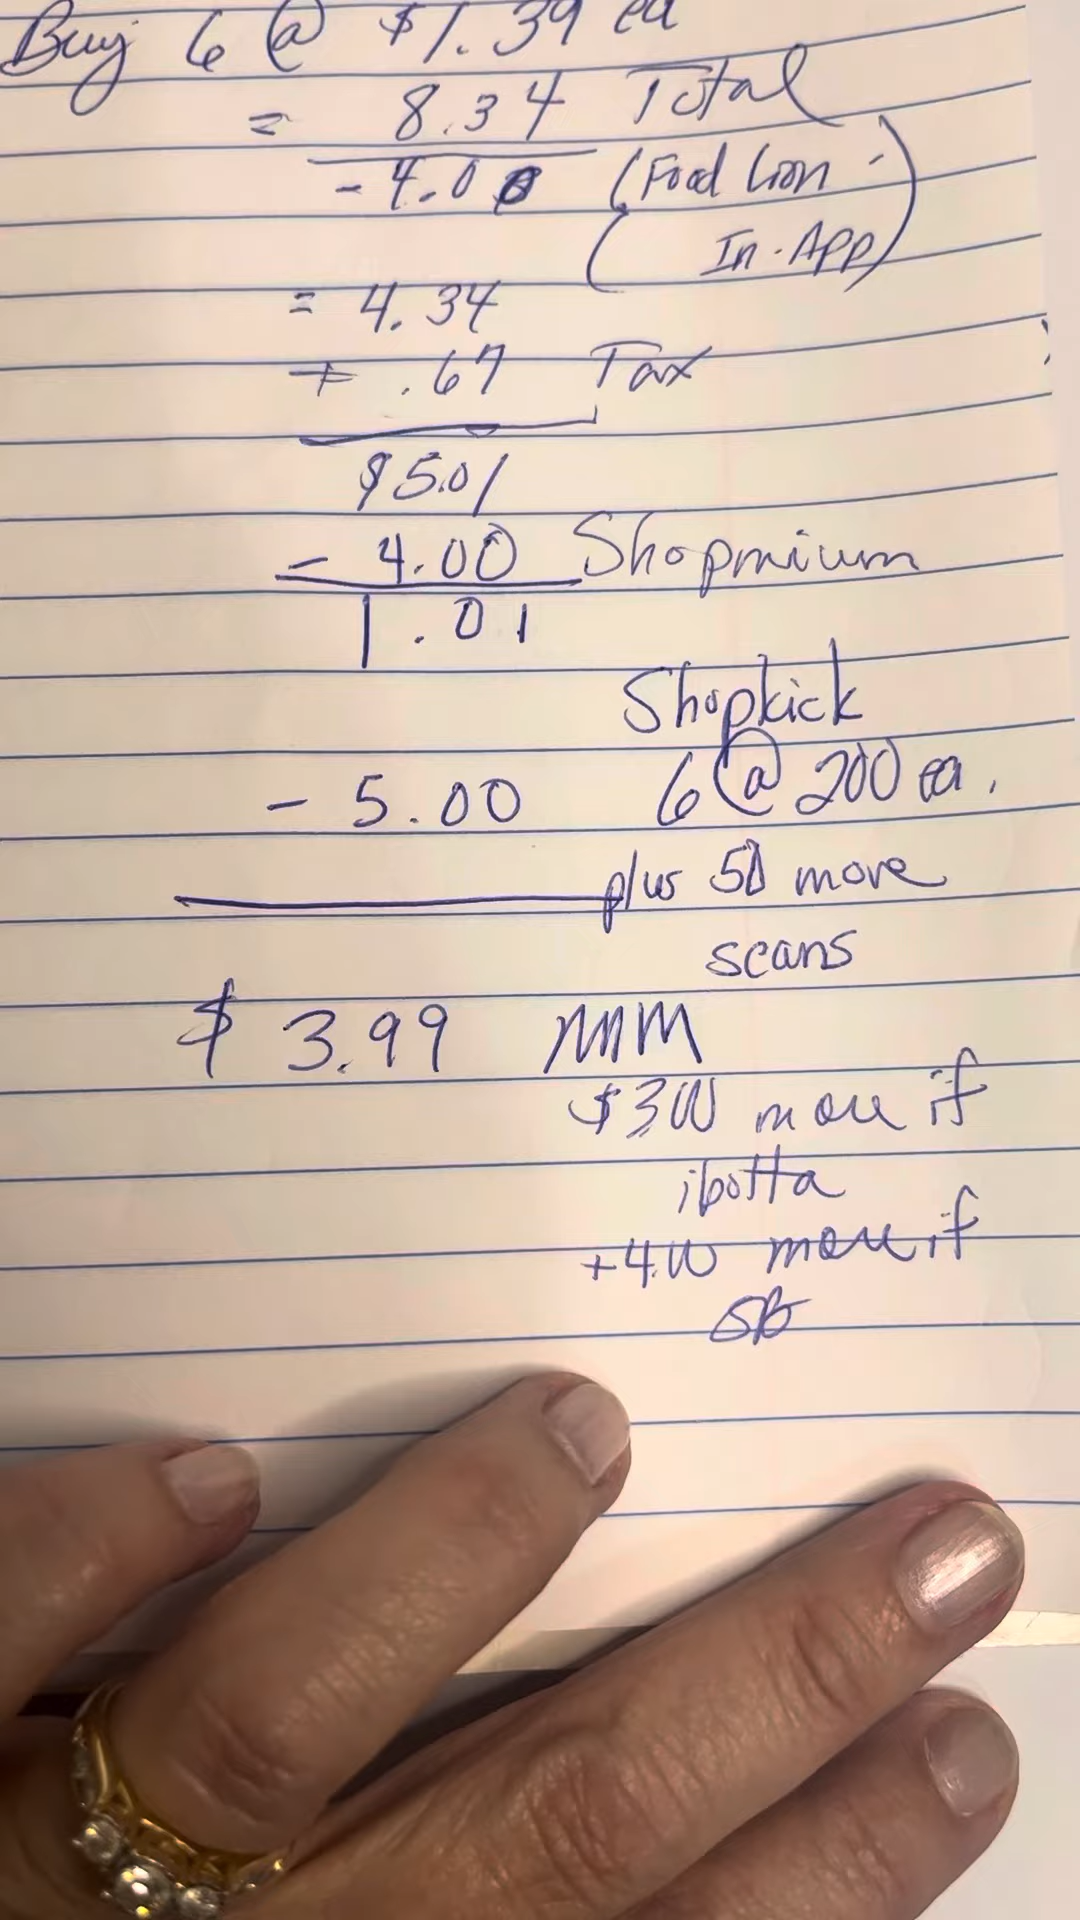 Buy 6 @ $1.39 ea
= 8.34 Total
- 4.00 (Food Lion -
In-App)
= 4.34
+ .67 Tax
$5.01
- 4.00 Shopmium
1.01
Shopkick
- 5.00 6 @ 200 ea.
plus 50 more
scans
$ 3.99 MM
$3.00 more if
ibotta
+4.00 more if
SB